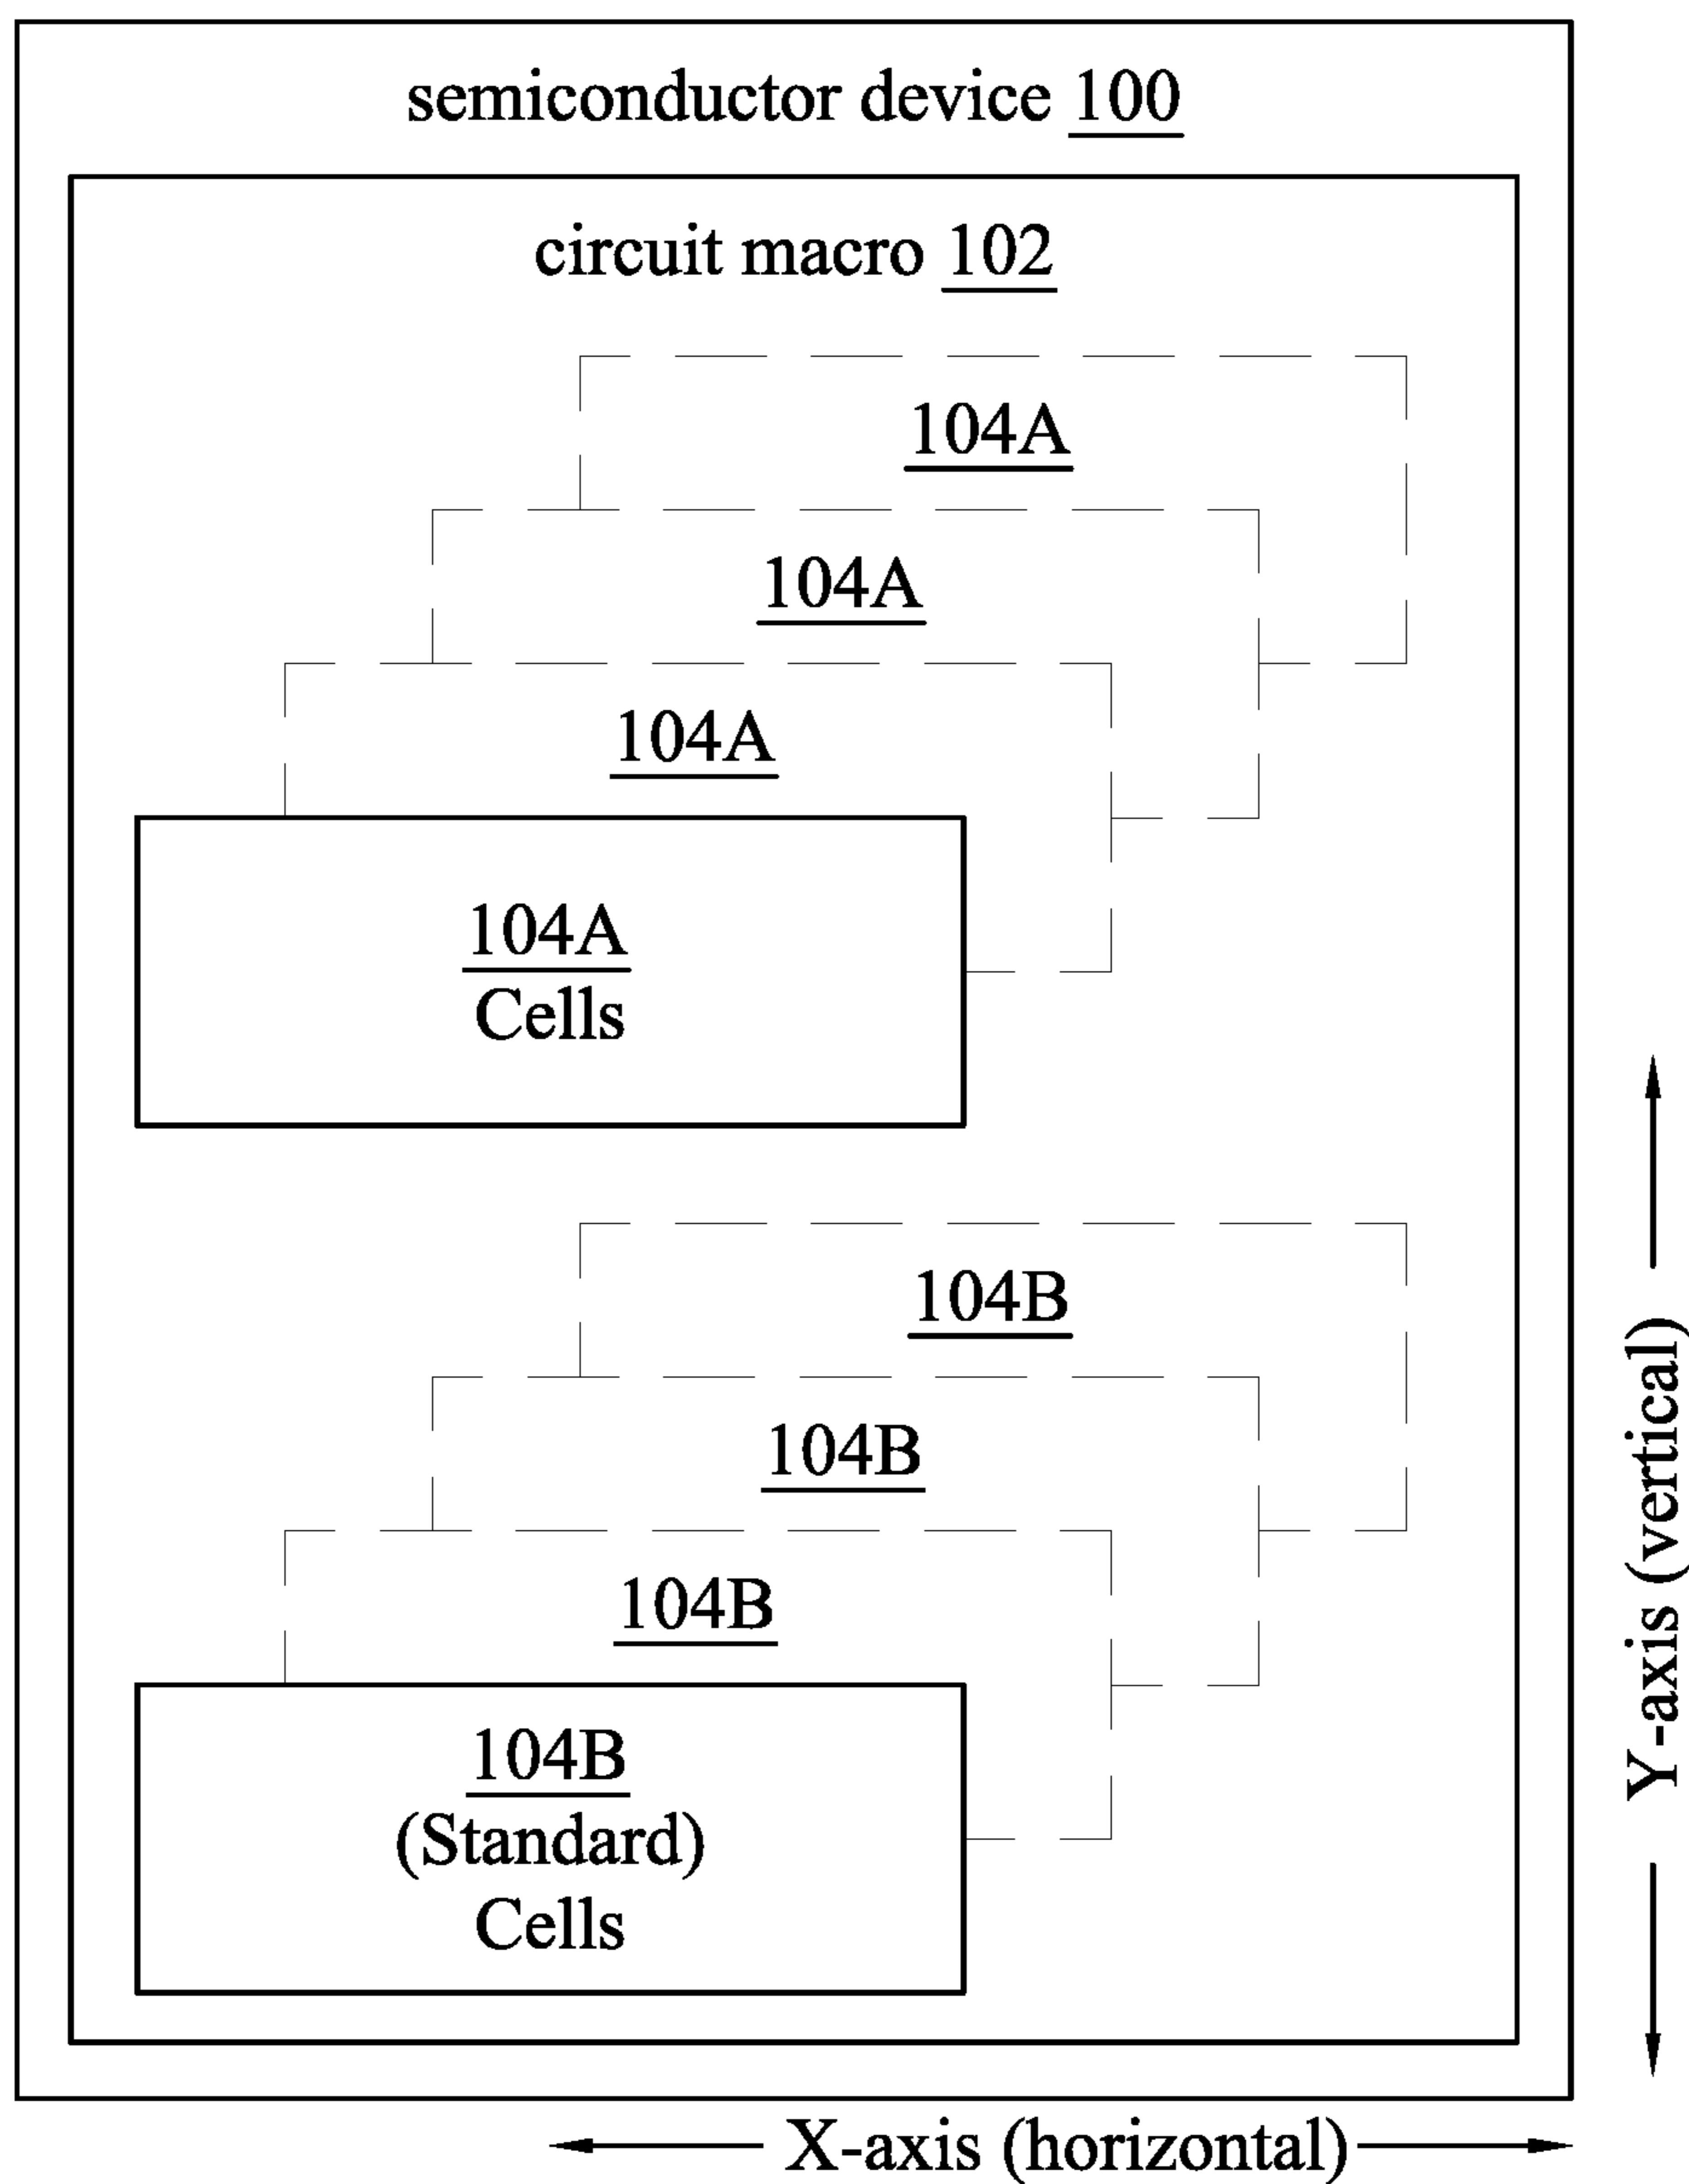 semiconductor device 100
circuit macro 102
104A
104A
104A
104A
Cells
104B
104B
104B
104B
(Standard)
Cells
Y-axis (vertical)
X-axis (horizontal)